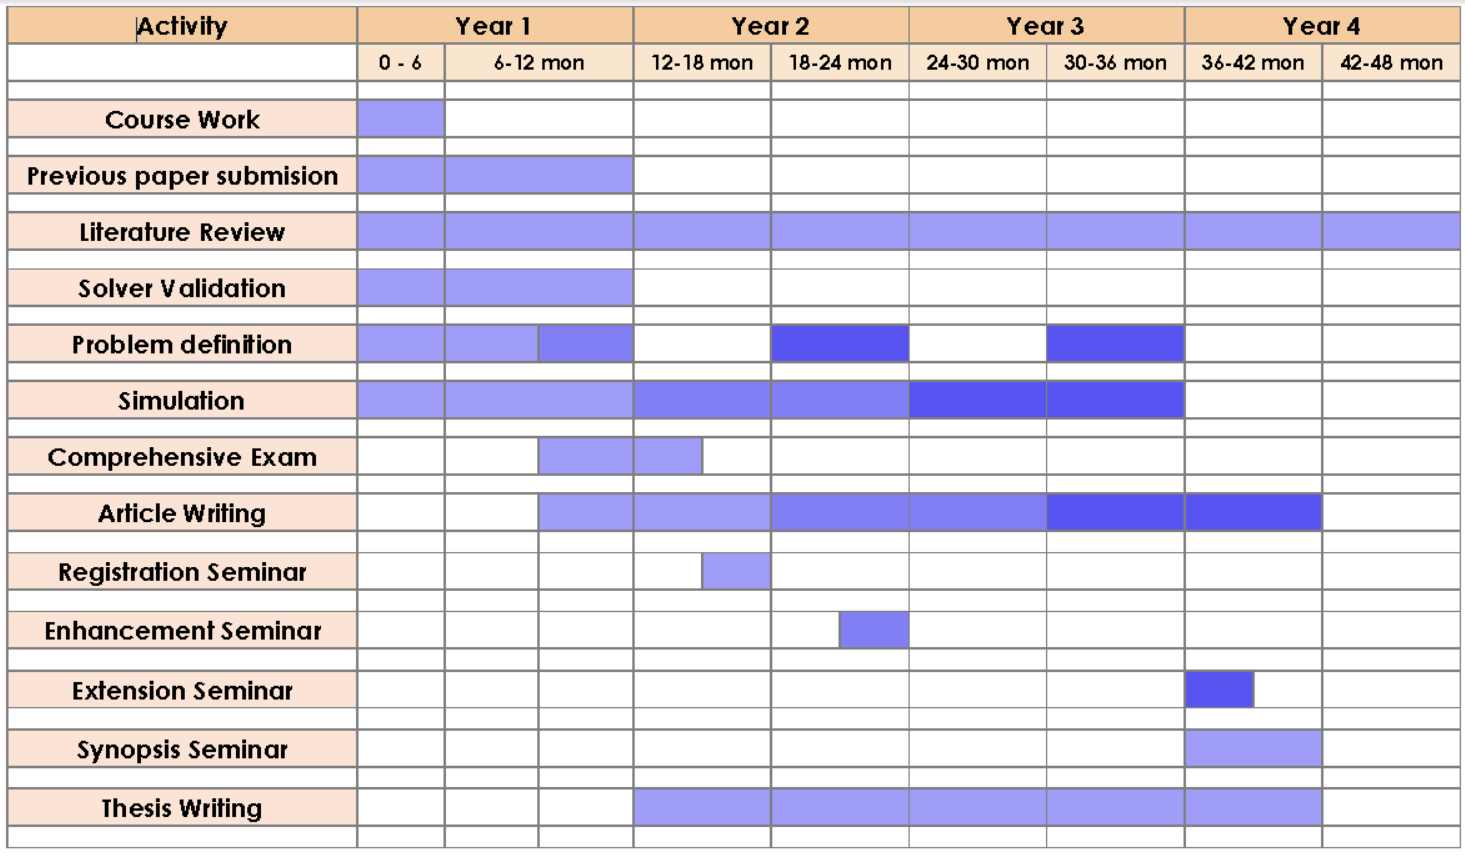 Activity Year 1 Year 2 Year 3 Year 4
0 - 6 6-12 mon 12-18 mon 18-24 mon 24-30 mon 30-36 mon 36-42 mon 42-48 mon
Course Work
Previous paper submision
Literature Review
Solver Validation
Problem definition
Simulation
Comprehensive Exam
Article Writing
Registration Seminar
Enhancement Seminar
Extension Seminar
Synopsis Seminar
Thesis Writing